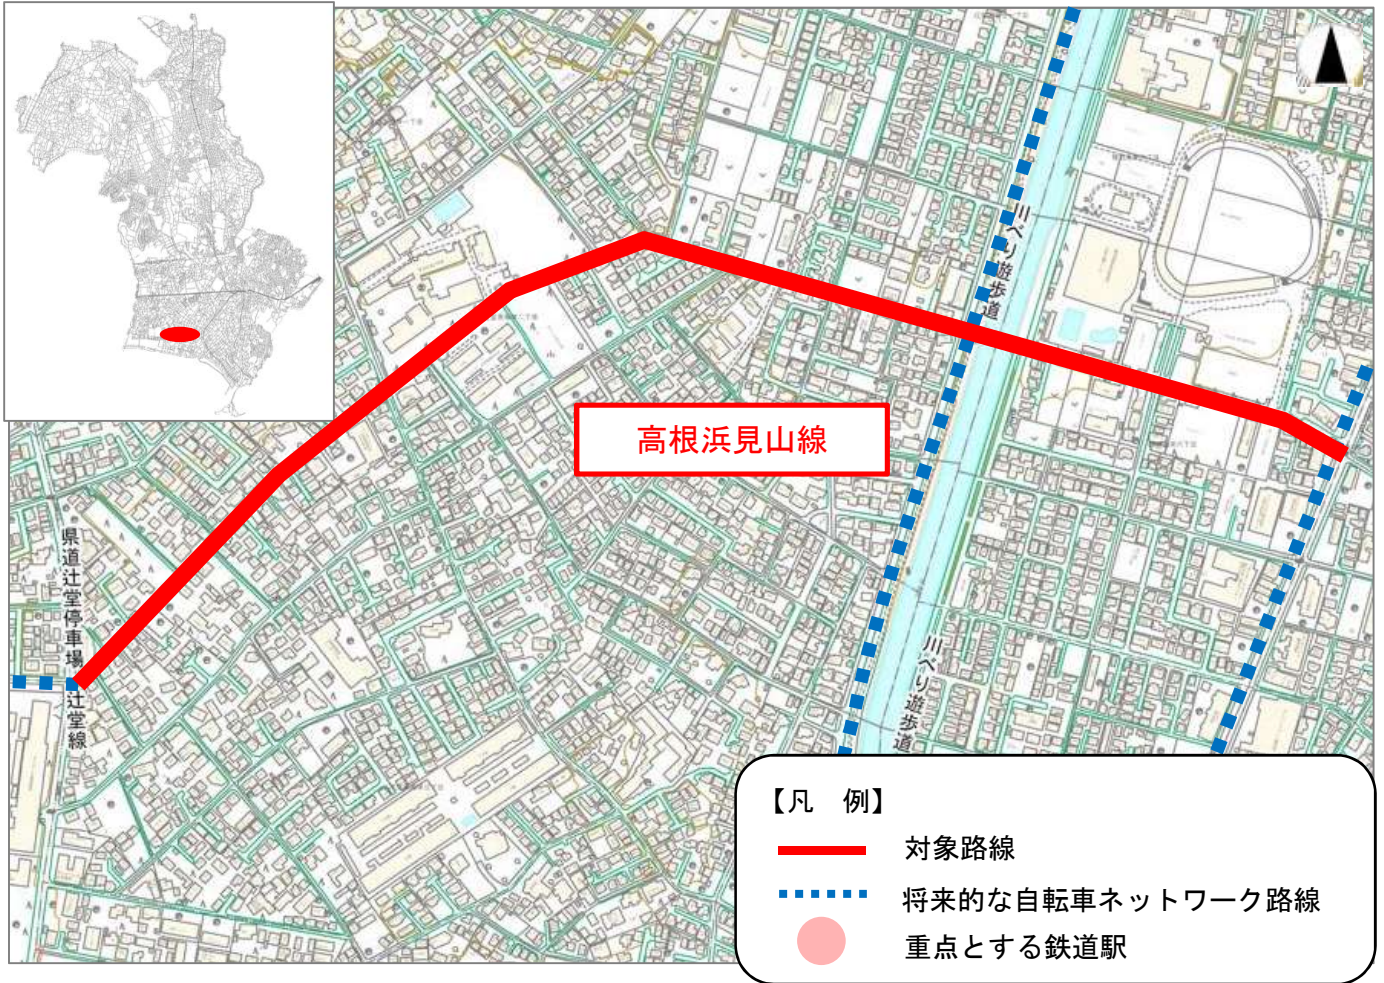 川べり遊歩道
高根浜見山線
県道辻堂停車場辻堂線
川べり遊歩道
【凡　例】
対象路線
将来的な自転車ネットワーク路線
重点とする鉄道駅